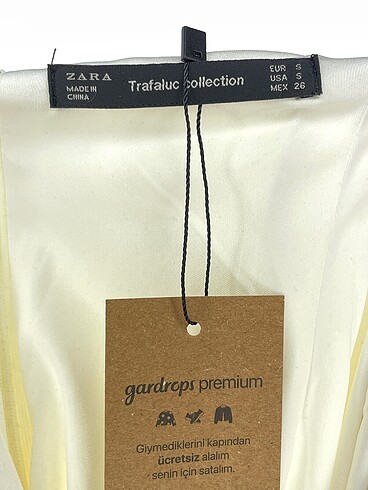 ZARA
MADE IN
CHINA
Trafaluc collection
EUR S
USA S
MEX 26
gardrops premium
Giymediklerini kapından
ücretsiz alalım
senin için satalım.